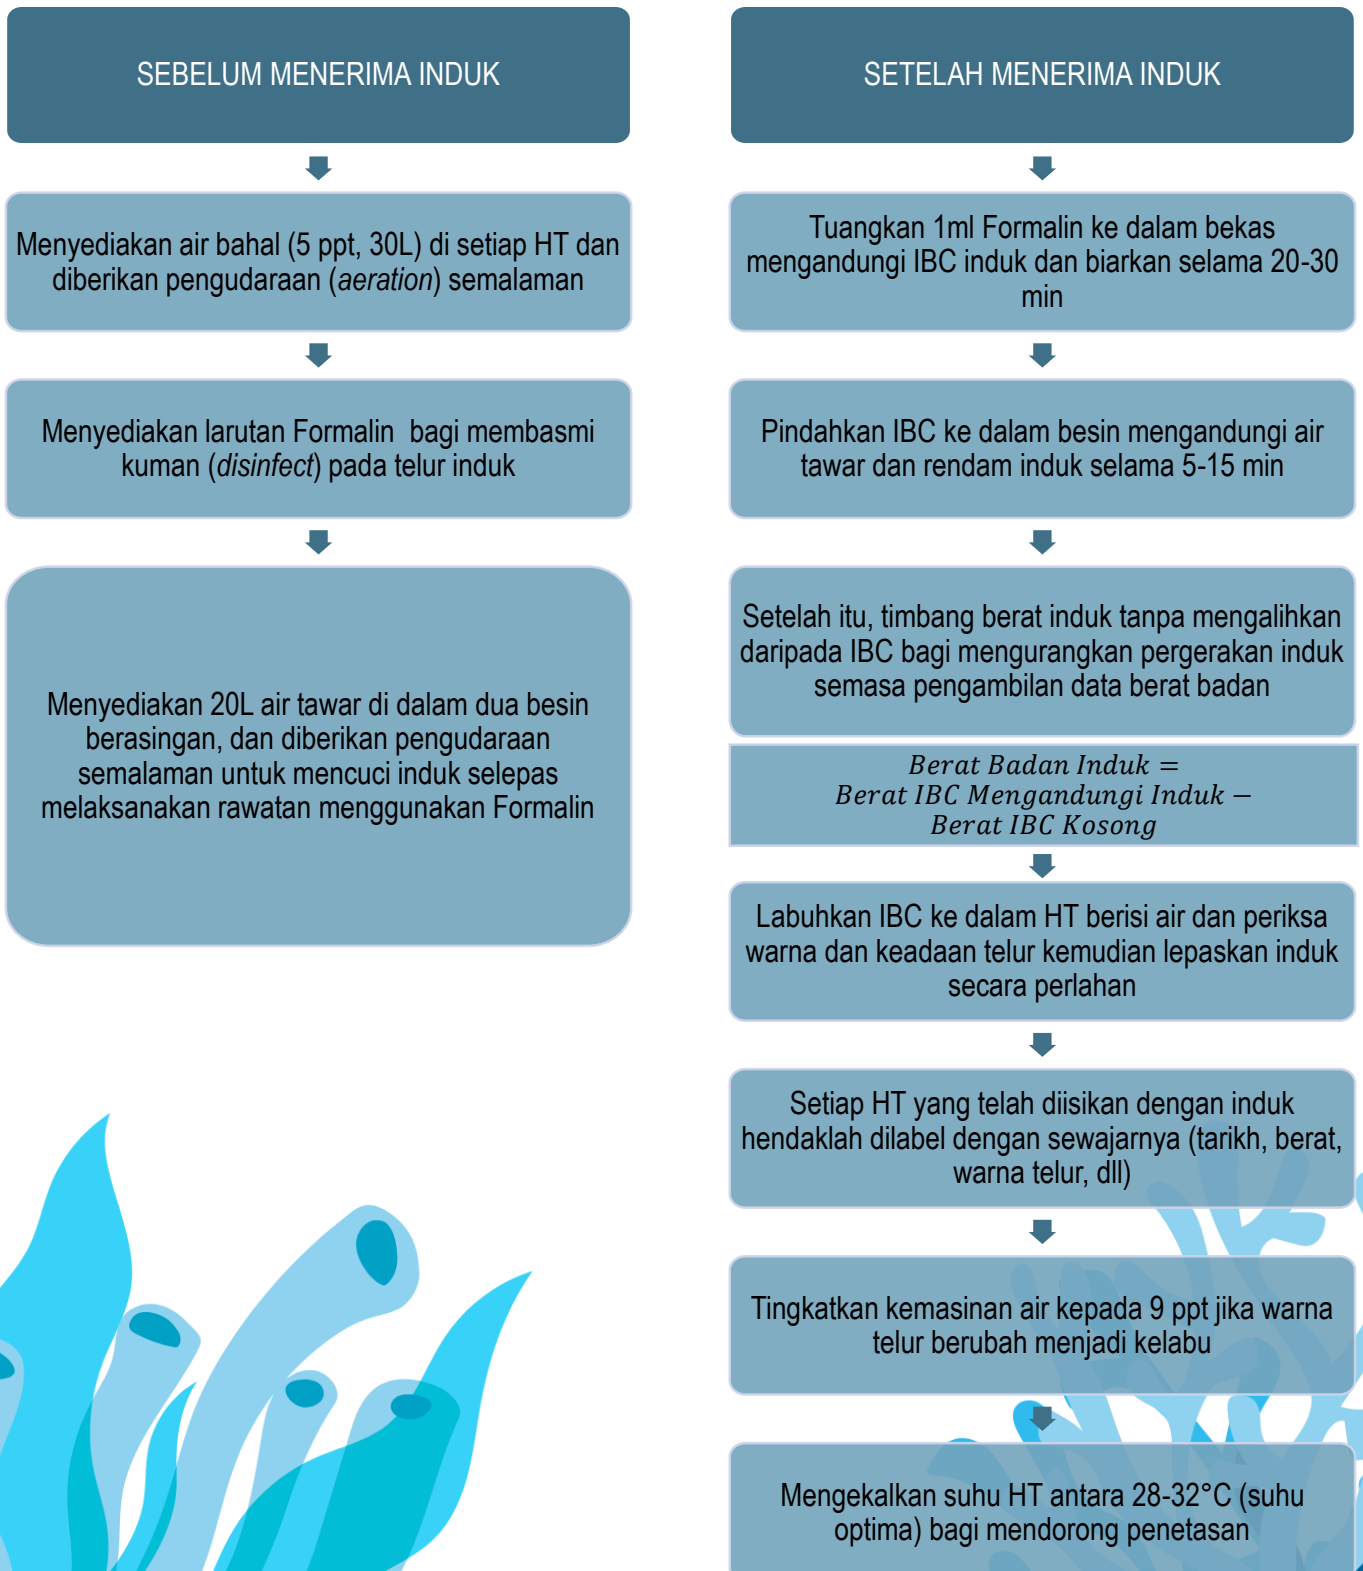 SEBELUM MENERIMA INDUK
Menyediakan air bahal (5 ppt, 30L) di setiap HT dan
diberikan pengudaraan (aeration) semalaman
Menyediakan larutan Formalin bagi membasmi
kuman (disinfect) pada telur induk
Menyediakan 20L air tawar di dalam dua besin
berasingan, dan diberikan pengudaraan
semalaman untuk mencuci induk selepas
melaksanakan rawatan menggunakan Formalin
SETELAH MENERIMA INDUK
Tuangkan 1ml Formalin ke dalam bekas
mengandungi IBC induk dan biarkan selama 20-30
min
Pindahkan IBC ke dalam besin mengandungi air
tawar dan rendam induk selama 5-15 min
Setelah itu, timbang berat induk tanpa mengalihkan
daripada IBC bagi mengurangkan pergerakan induk
semasa pengambilan data berat badan
Berat Badan Induk =
Berat IBC Mengandungi Induk −
Berat IBC Kosong
Labuhkan IBC ke dalam HT berisi air dan periksa
warna dan keadaan telur kemudian lepaskan induk
secara perlahan
Setiap HT yang telah diisikan dengan induk
hendaklah dilabel dengan sewajarnya (tarikh, berat,
warna telur, dll)
Tingkatkan kemasinan air kepada 9 ppt jika warna
telur berubah menjadi kelabu
Mengekalkan suhu HT antara 28-32°C (suhu
optima) bagi mendorong penetasan